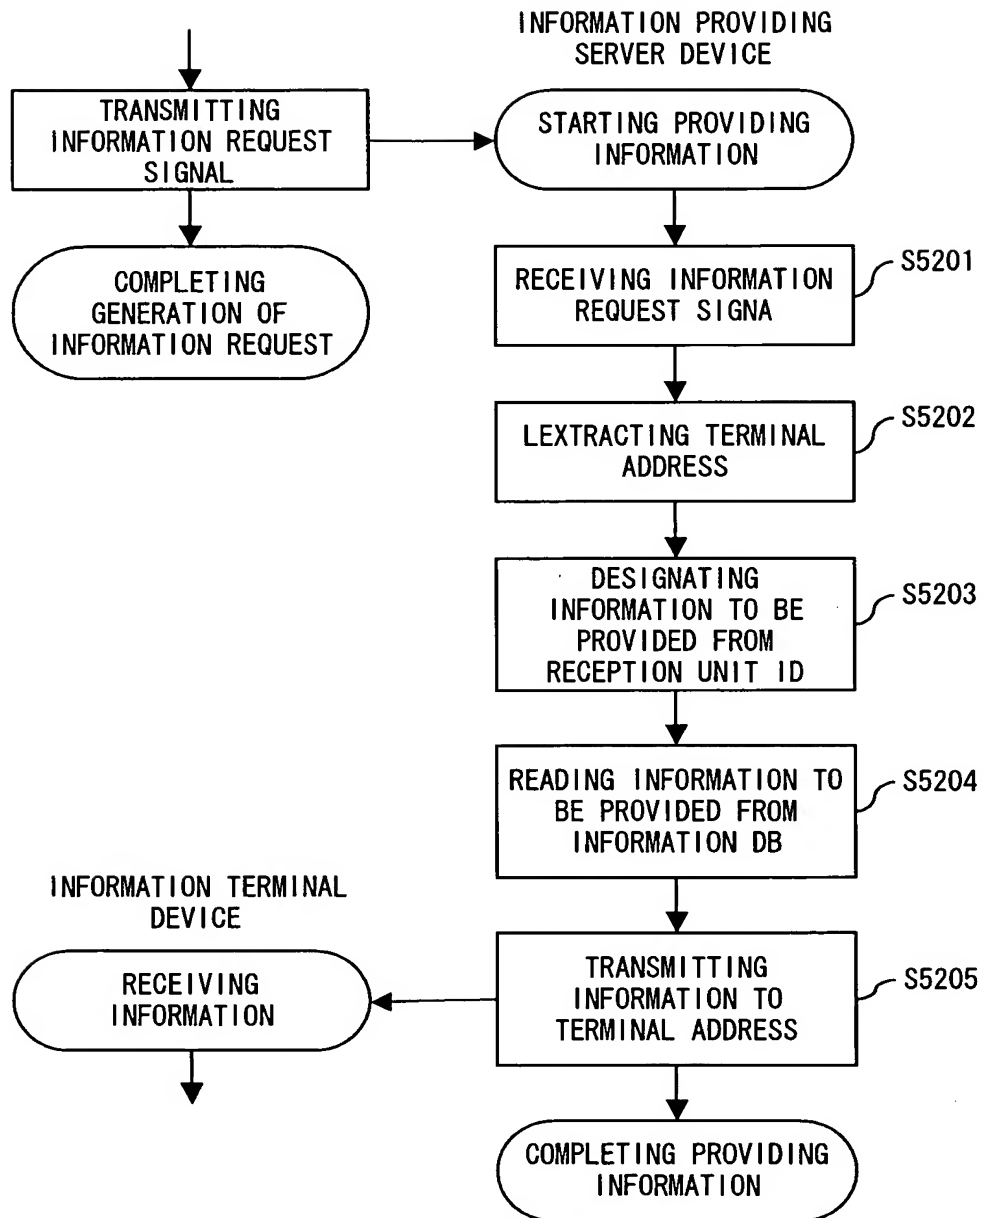 INFORMATION PROVIDING
SERVER DEVICE
TRANSMITTING
INFORMATION REQUEST
SIGNAL
STARTING PROVIDING
INFORMATION
COMPLETING
GENERATION OF
INFORMATION REQUEST
RECEIVING INFORMATION
REQUEST SIGNA
S5201
LEXTRACTING TERMINAL
ADDRESS
S5202
DESIGNATING
INFORMATION TO BE
PROVIDED FROM
RECEPTION UNIT ID
S5203
READING INFORMATION TO
BE PROVIDED FROM
INFORMATION DB
S5204
INFORMATION TERMINAL
DEVICE
RECEIVING
INFORMATION
TRANSMITTING
INFORMATION TO
TERMINAL ADDRESS
S5205
COMPLETING PROVIDING
INFORMATION